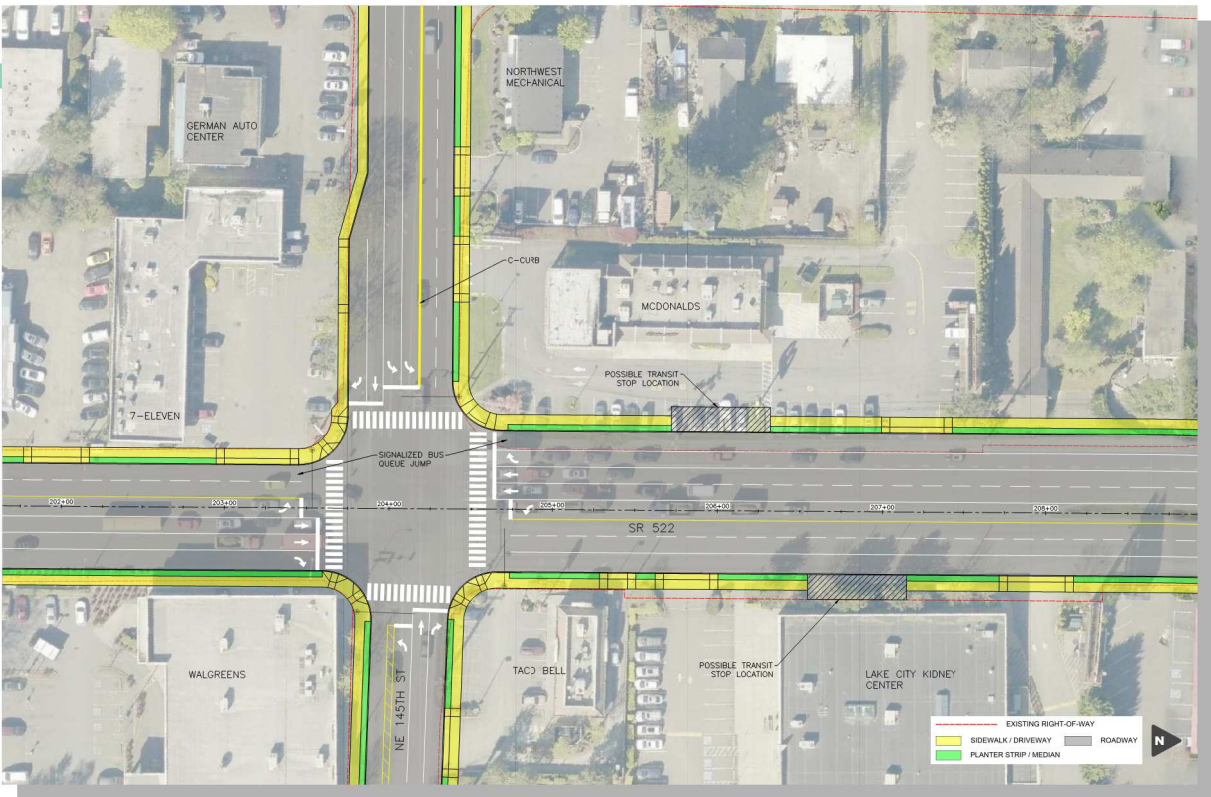 NORTHWEST
MECHANICAL
GERMAN AUTO
CENTER
C-CURB
MCDONALDS
POSSIBLE TRANSIT
STOP LOCATION
7-ELEVEN
SIGNALIZED BUS
QUEUE JUMP
202+00
203+00
204+00
205+00
206+00
207+00
208+00
SR 522
WALGREENS
NE 145TH ST
TACO BELL
POSSIBLE TRANSIT
STOP LOCATION
LAKE CITY KIDNEY
CENTER
EXISTING RIGHT-OF-WAY
SIDEWALK / DRIVEWAY
ROADWAY
PLANTER STRIP / MEDIAN
N